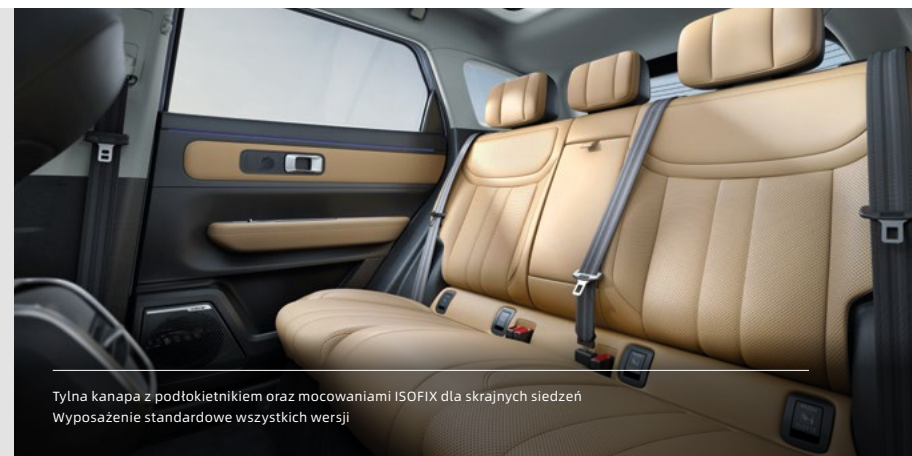 Tylna kanapa z podłokietnikiem oraz mocowaniami ISOFIX dla skrajnych siedzeń
Wyposażenie standardowe wszystkich wersji